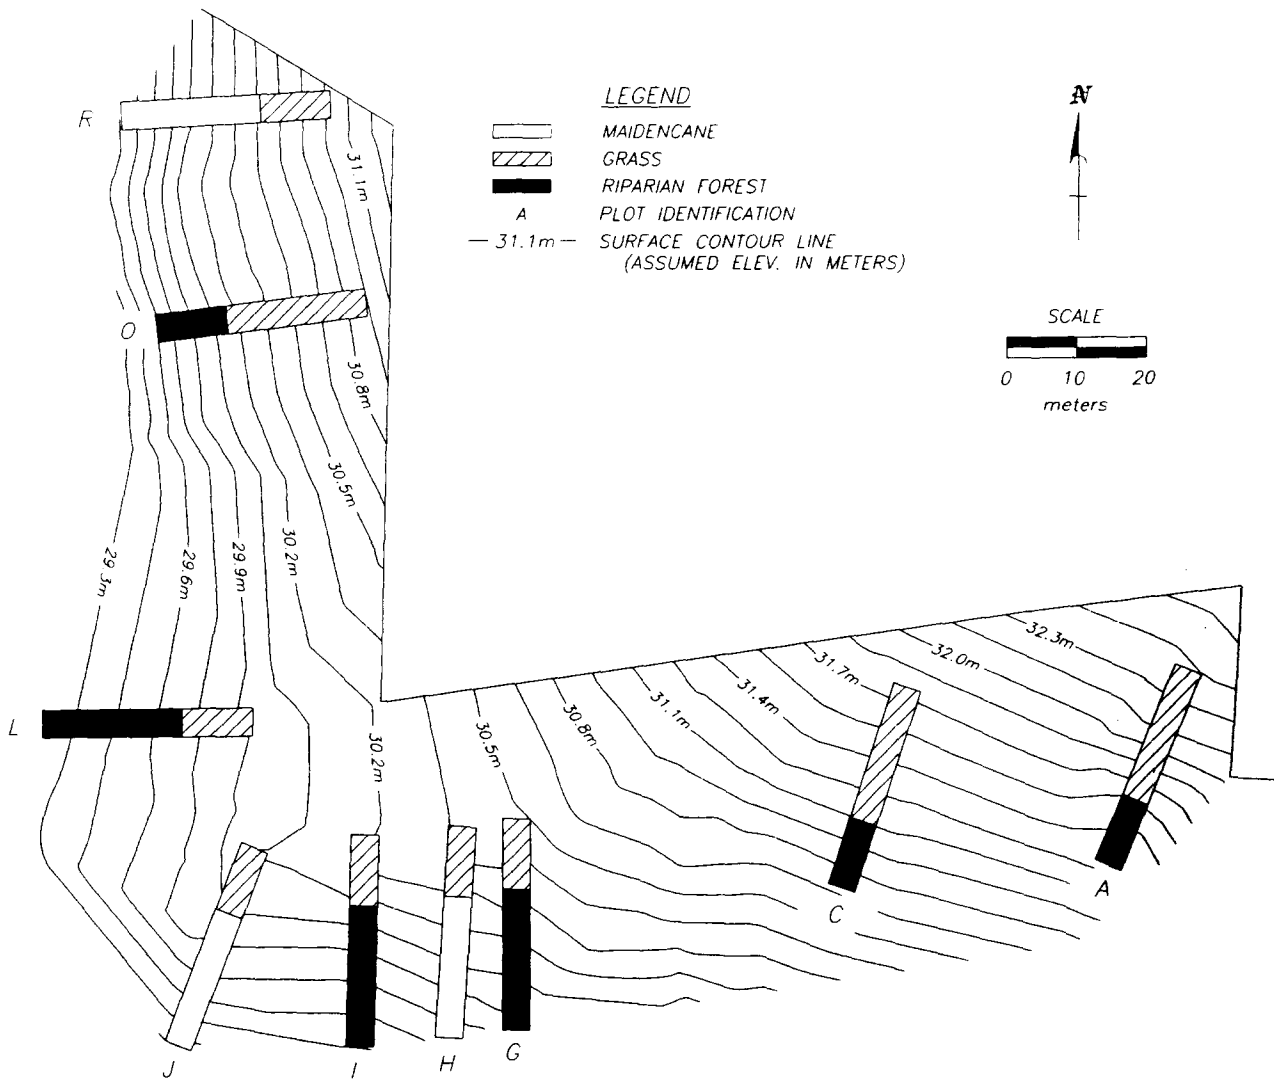 LEGEND
MAIDENCANE
GRASS
RIPARIAN FOREST
A PLOT IDENTIFICATION
31.1m SURFACE CONTOUR LINE
(ASSUMED ELEV. IN METERS)
N
SCALE
0 10 20
meters
R
31.1m
O
30.8m
30.5m
30.2m
29.9m
29.6m
29.3m
32.3m
32.0m
31.7m
31.4m
31.1m
30.8m
30.5m
30.2m
L
A
C
G
H
I
J